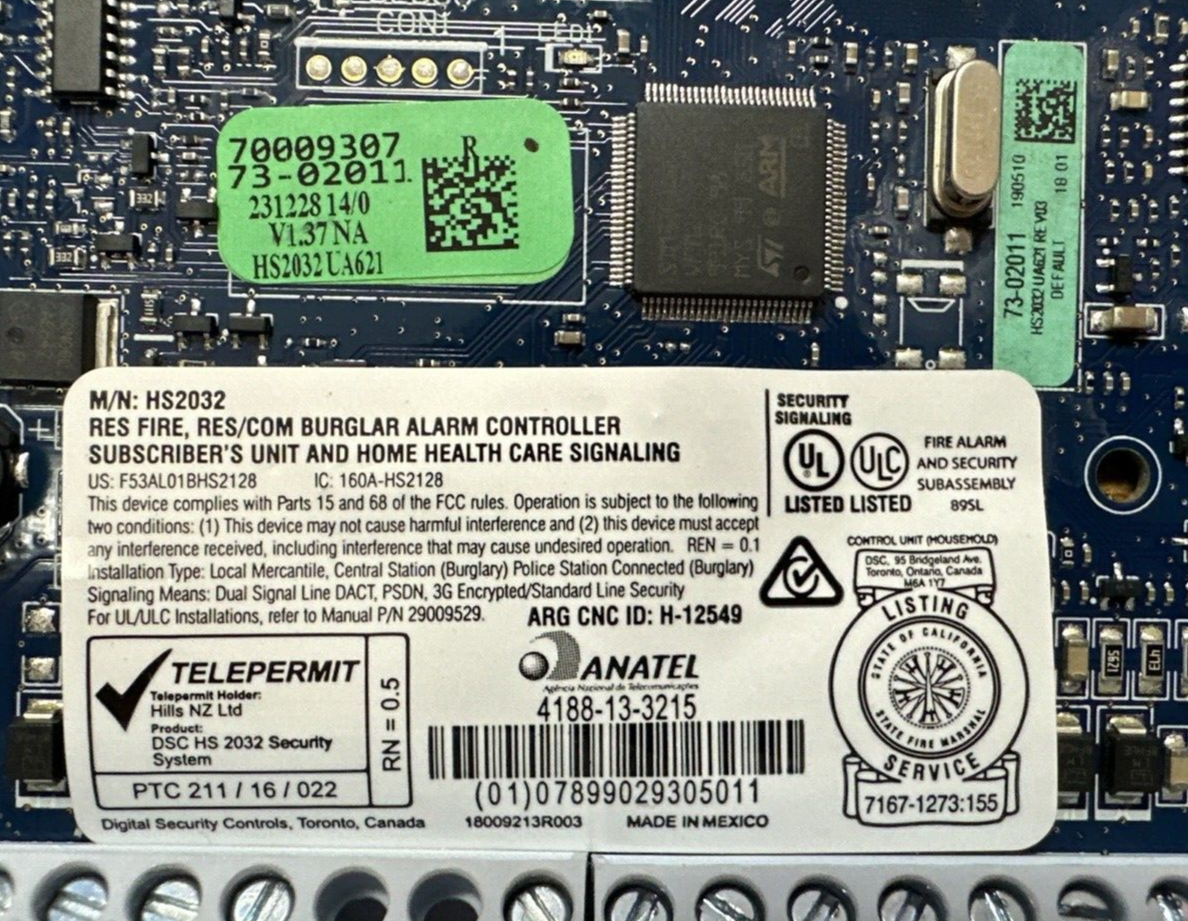 CON1
LED1
70009307
73-02011
R
231228 14/0
V1.37 NA
HS2032 UA621
332
332
ARM
ST
73-02011 190510
HS2032 UA621 REV03 18 01
DEFAULT
M/N: HS2032
RES FIRE, RES/COM BURGLAR ALARM CONTROLLER
SUBSCRIBER'S UNIT AND HOME HEALTH CARE SIGNALING
US: F53AL01BHS2128 IC: 160A-HS2128
This device complies with Parts 15 and 68 of the FCC rules. Operation is subject to the following
two conditions: (1) This device may not cause harmful interference and (2) this device must accept
any interference received, including interference that may cause undesired operation. REN = 0.1
Installation Type: Local Mercantile, Central Station (Burglary) Police Station Connected (Burglary)
Signaling Means: Dual Signal Line DACT, PSDN, 3G Encrypted/Standard Line Security
For UL/ULC Installations, refer to Manual P/N 29009529. ARG CNC ID: H-12549
SECURITY
SIGNALING
UL
ULC
LISTED LISTED
FIRE ALARM
AND SECURITY
SUBASSEMBLY
89SL
CONTROL UNIT (HOUSEHOLD)
DSC, 95 Bridgeland Ave.
Toronto, Ontario, Canada
M6A 1Y7
LISTING
STATE OF CALIFORNIA
STATE FIRE MARSHAL
SERVICE
7167-1273:155
TELEPERMIT
Telepermit Holder:
Hills NZ Ltd
Product:
DSC HS 2032 Security
System
RN = 0.5
PTC 211 / 16 / 022
ANATEL
Agência Nacional de Telecomunicações
4188-13-3215
(01)07899029305011
Digital Security Controls, Toronto, Canada 18009213R003 MADE IN MEXICO